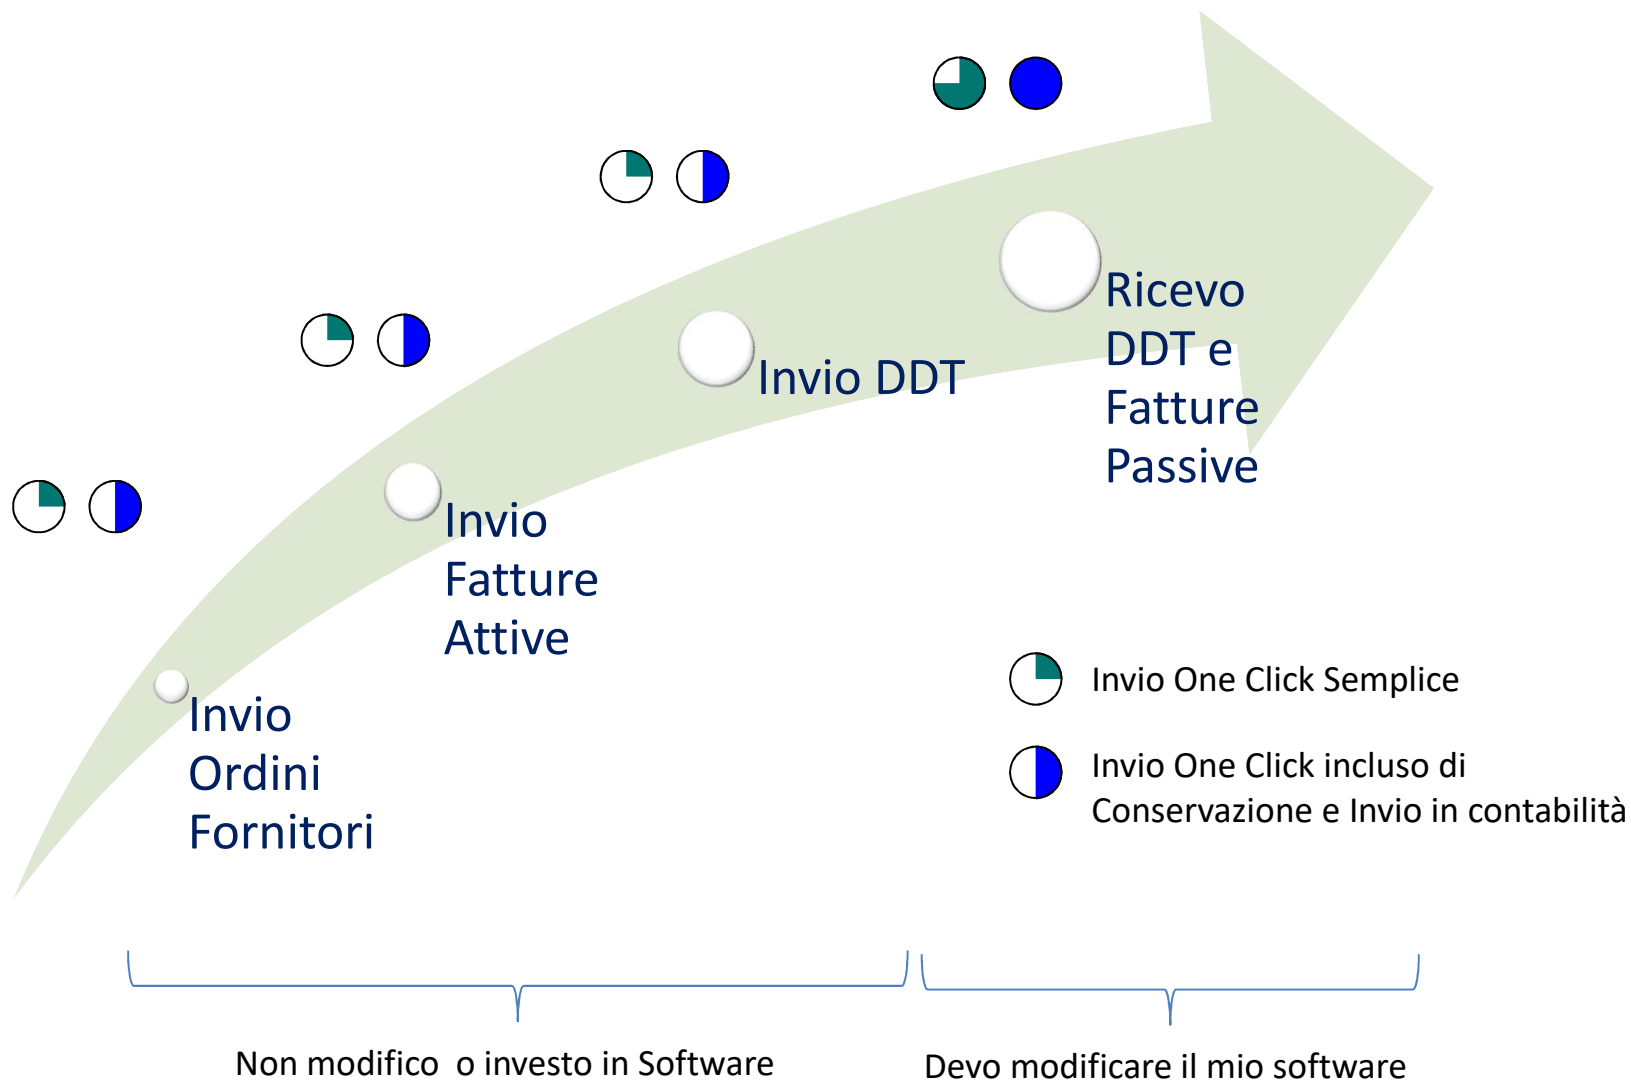 Ricevo
DDT e
Fatture
Passive
Invio DDT
Invio
Fatture
Attive
Invio
Ordini
Fornitori
Invio One Click Semplice
Invio One Click incluso di
Conservazione e Invio in contabilità
Non modifico  o investo in Software
Devo modificare il mio software